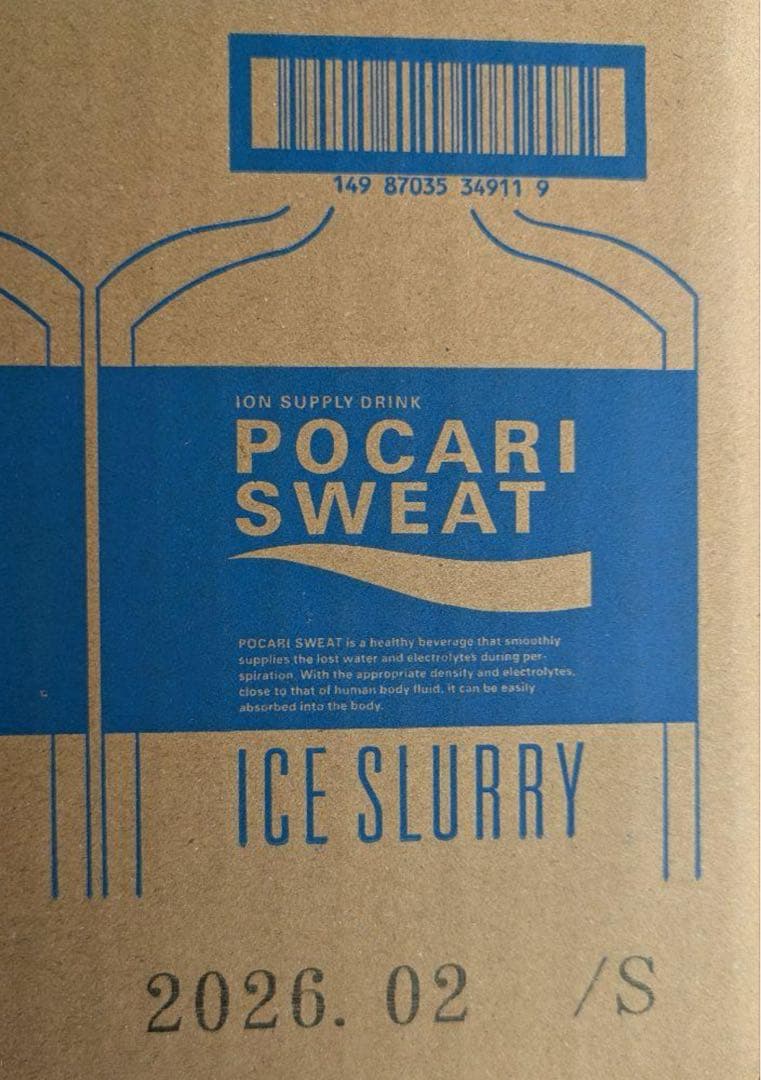 149 87035 34911 9
ION SUPPLY DRINK
POCARI
SWEAT
POCARI SWEAT is a healthy beverage that smoothly
supplies the lost water and electrolytes during per-
spiration. With the appropriate density and electrolytes,
close to that of human body fluid, it can be easily
absorbed into the body.
ICE SLURRY
2026. 02 /S